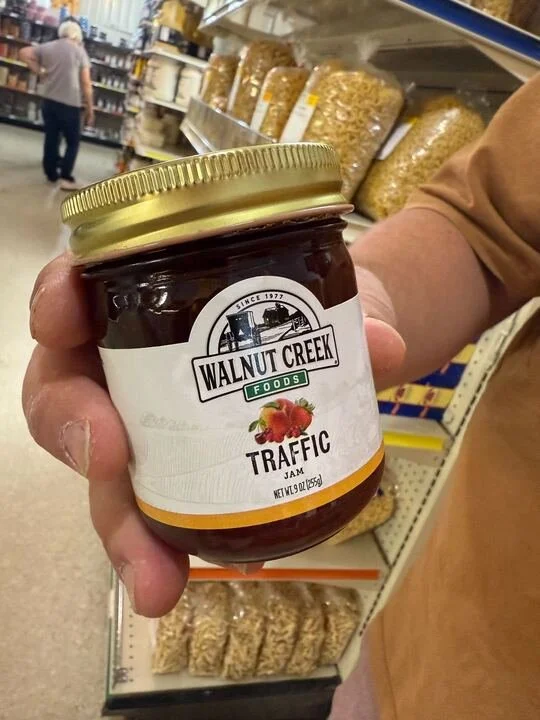 SINCE 1977
WALNUT CREEK
FOODS
TRAFFIC
JAM
NET WT. 9 OZ (255g)